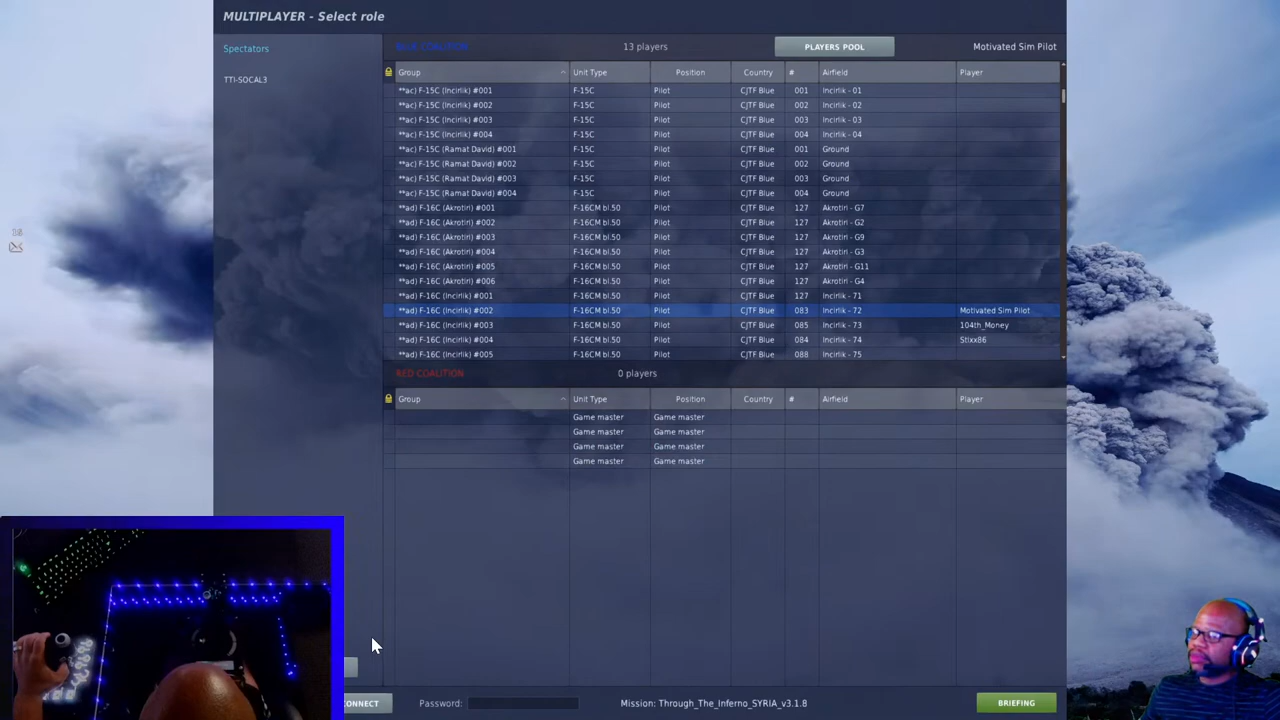 MULTIPLAYER - Select role
Spectators
TTI-SOCAL3
BLUE COALITION 13 players PLAYERS POOL Motivated Sim Pilot
Group Unit Type Position Country # Airfield Player
**ac) F-15C (Incirlik) #001 F-15C Pilot CJTF Blue 001 Incirlik - 01
**ac) F-15C (Incirlik) #002 F-15C Pilot CJTF Blue 002 Incirlik - 02
**ac) F-15C (Incirlik) #003 F-15C Pilot CJTF Blue 003 Incirlik - 03
**ac) F-15C (Incirlik) #004 F-15C Pilot CJTF Blue 004 Incirlik - 04
**ac) F-15C (Ramat David) #001 F-15C Pilot CJTF Blue 001 Ground
**ac) F-15C (Ramat David) #002 F-15C Pilot CJTF Blue 002 Ground
**ac) F-15C (Ramat David) #003 F-15C Pilot CJTF Blue 003 Ground
**ac) F-15C (Ramat David) #004 F-15C Pilot CJTF Blue 004 Ground
**ad) F-16C (Akrotiri) #001 F-16CM bl.50 Pilot CJTF Blue 127 Akrotiri - G7
**ad) F-16C (Akrotiri) #002 F-16CM bl.50 Pilot CJTF Blue 127 Akrotiri - G2
**ad) F-16C (Akrotiri) #003 F-16CM bl.50 Pilot CJTF Blue 127 Akrotiri - G9
**ad) F-16C (Akrotiri) #004 F-16CM bl.50 Pilot CJTF Blue 127 Akrotiri - G3
**ad) F-16C (Akrotiri) #005 F-16CM bl.50 Pilot CJTF Blue 127 Akrotiri - G11
**ad) F-16C (Akrotiri) #006 F-16CM bl.50 Pilot CJTF Blue 127 Akrotiri - G4
**ad) F-16C (Incirlik) #001 F-16CM bl.50 Pilot CJTF Blue 127 Incirlik - 71
**ad) F-16C (Incirlik) #002 F-16CM bl.50 Pilot CJTF Blue 083 Incirlik - 72 Motivated Sim Pilot
**ad) F-16C (Incirlik) #003 F-16CM bl.50 Pilot CJTF Blue 085 Incirlik - 73 104th_Money
**ad) F-16C (Incirlik) #004 F-16CM bl.50 Pilot CJTF Blue 084 Incirlik - 74 Stixx86
**ad) F-16C (Incirlik) #005 F-16CM bl.50 Pilot CJTF Blue 088 Incirlik - 75
RED COALITION 0 players
Group Unit Type Position Country # Airfield Player
Game master Game master
Game master Game master
Game master Game master
Game master Game master
CONNECT Password: Mission: Through_The_Inferno_SYRIA_v3.1.8 BRIEFING